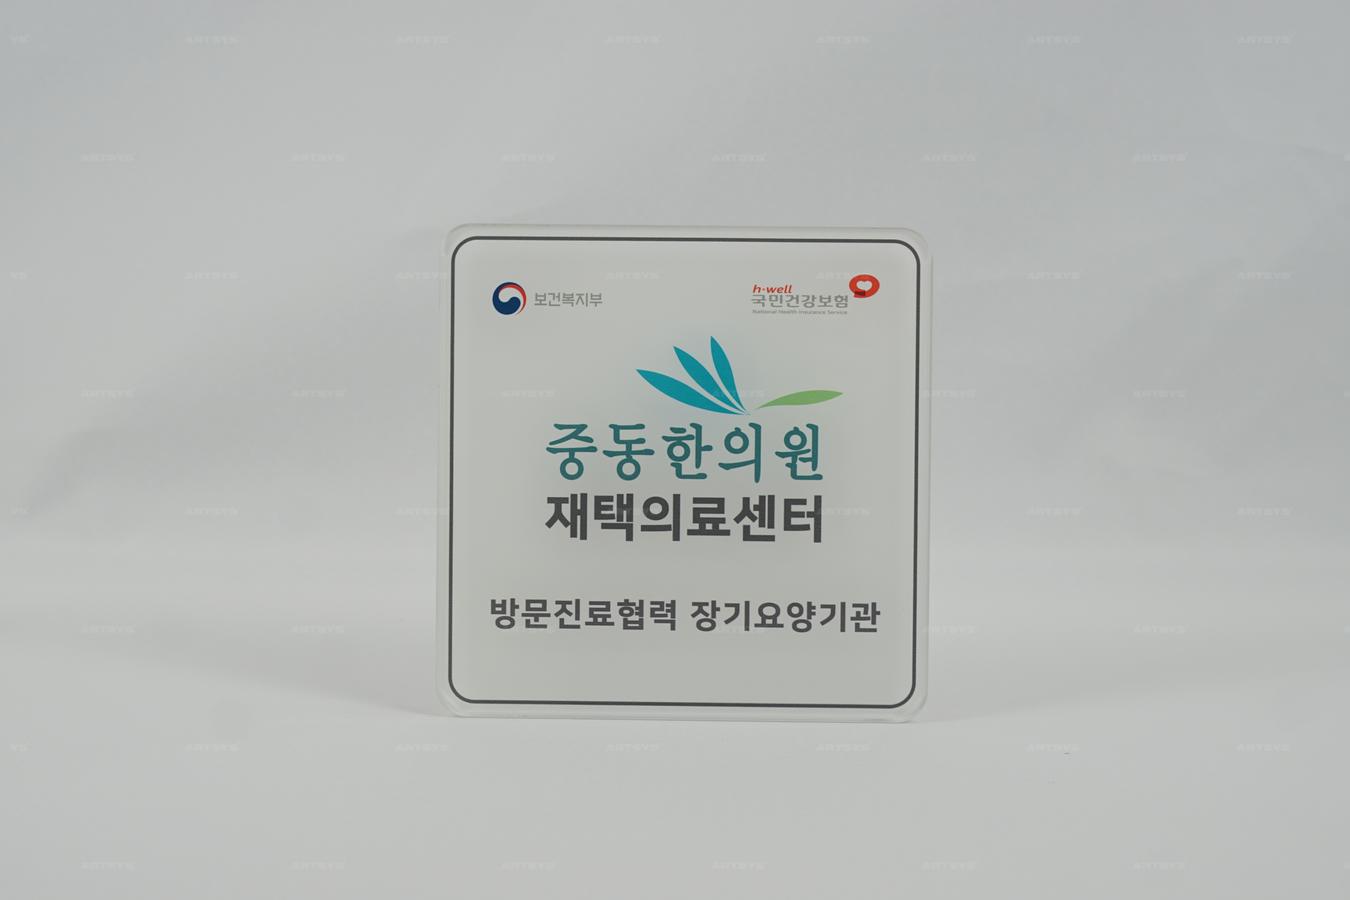 보건복지부
h·well
국민건강보험
National Health Insurance Service
중동한의원
재택의료센터
방문진료협력 장기요양기관
ARTSYS